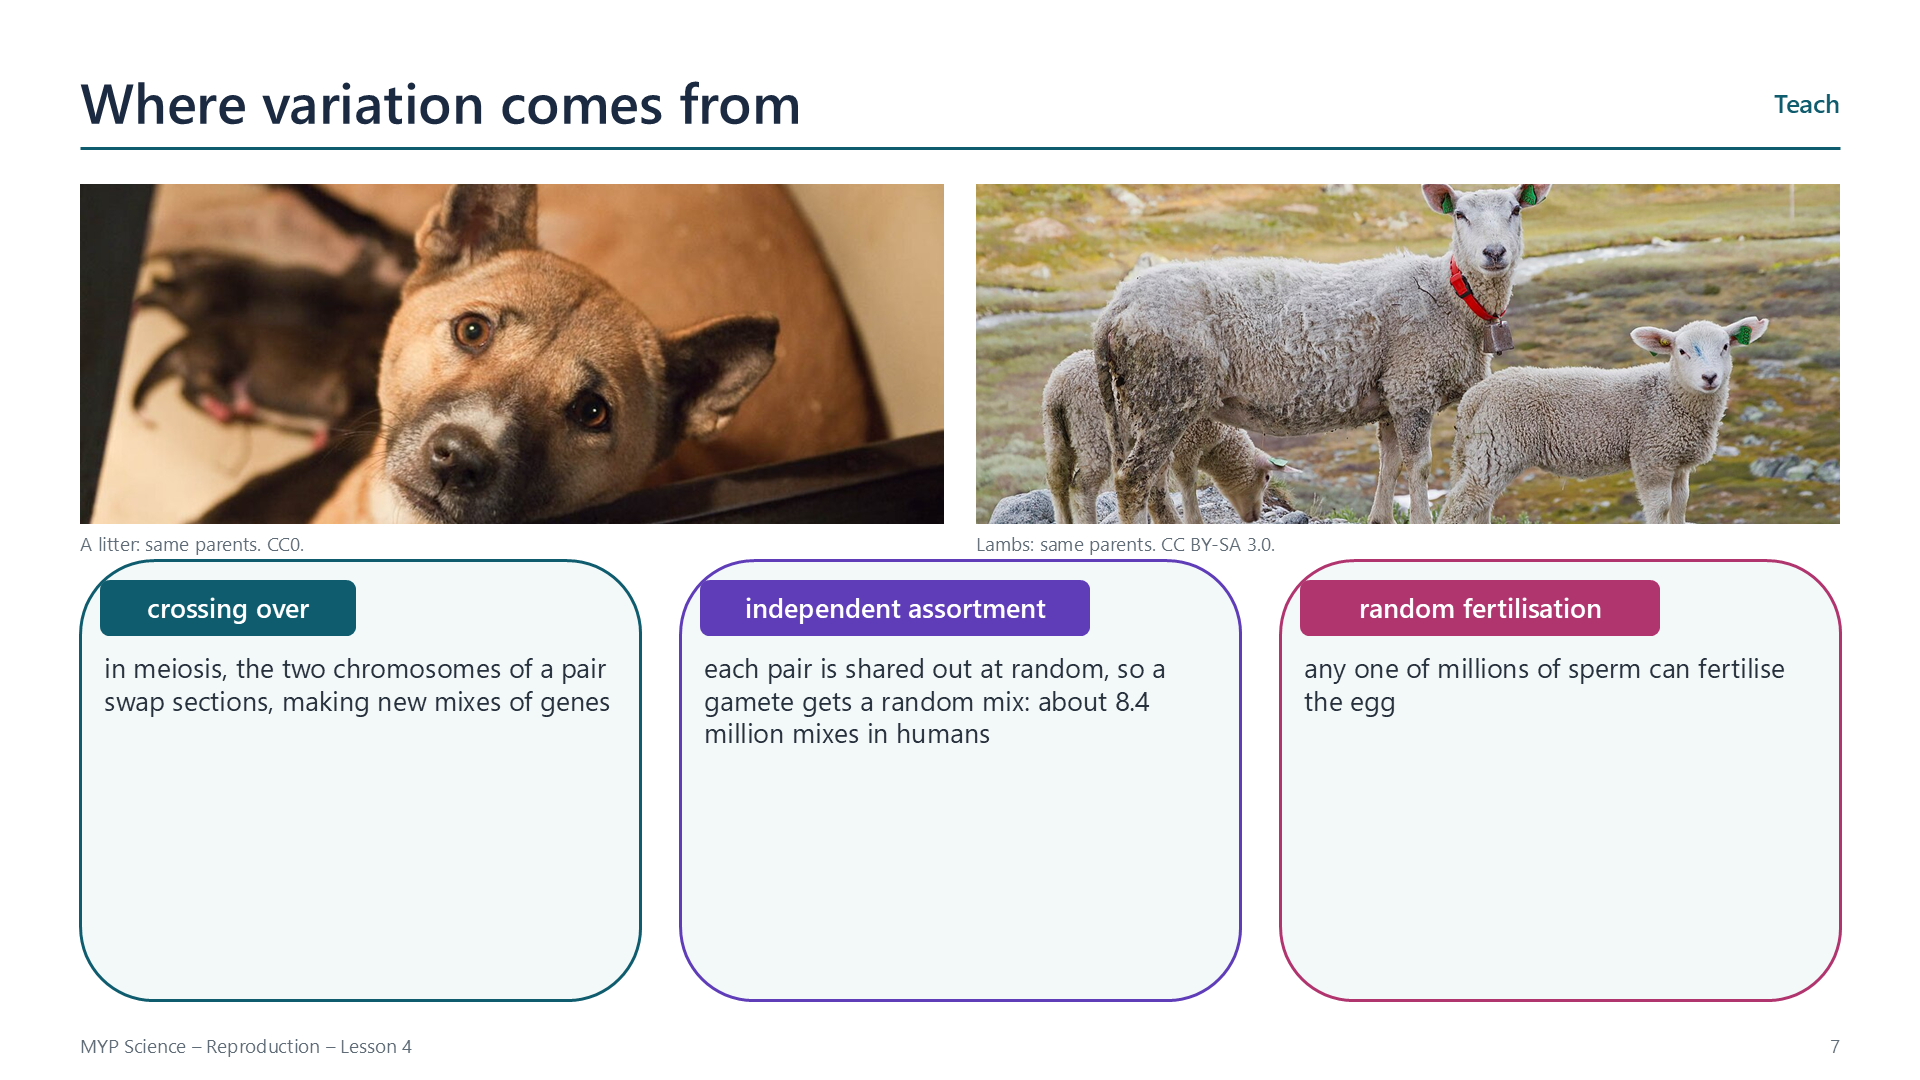 Where variation comes from
Teach
A litter: same parents. CC0.
Lambs: same parents. CC BY-SA 3.0.
crossing over
in meiosis, the two chromosomes of a pair
swap sections, making new mixes of genes
independent assortment
each pair is shared out at random, so a
gamete gets a random mix: about 8.4
million mixes in humans
random fertilisation
any one of millions of sperm can fertilise
the egg
MYP Science – Reproduction – Lesson 4
7